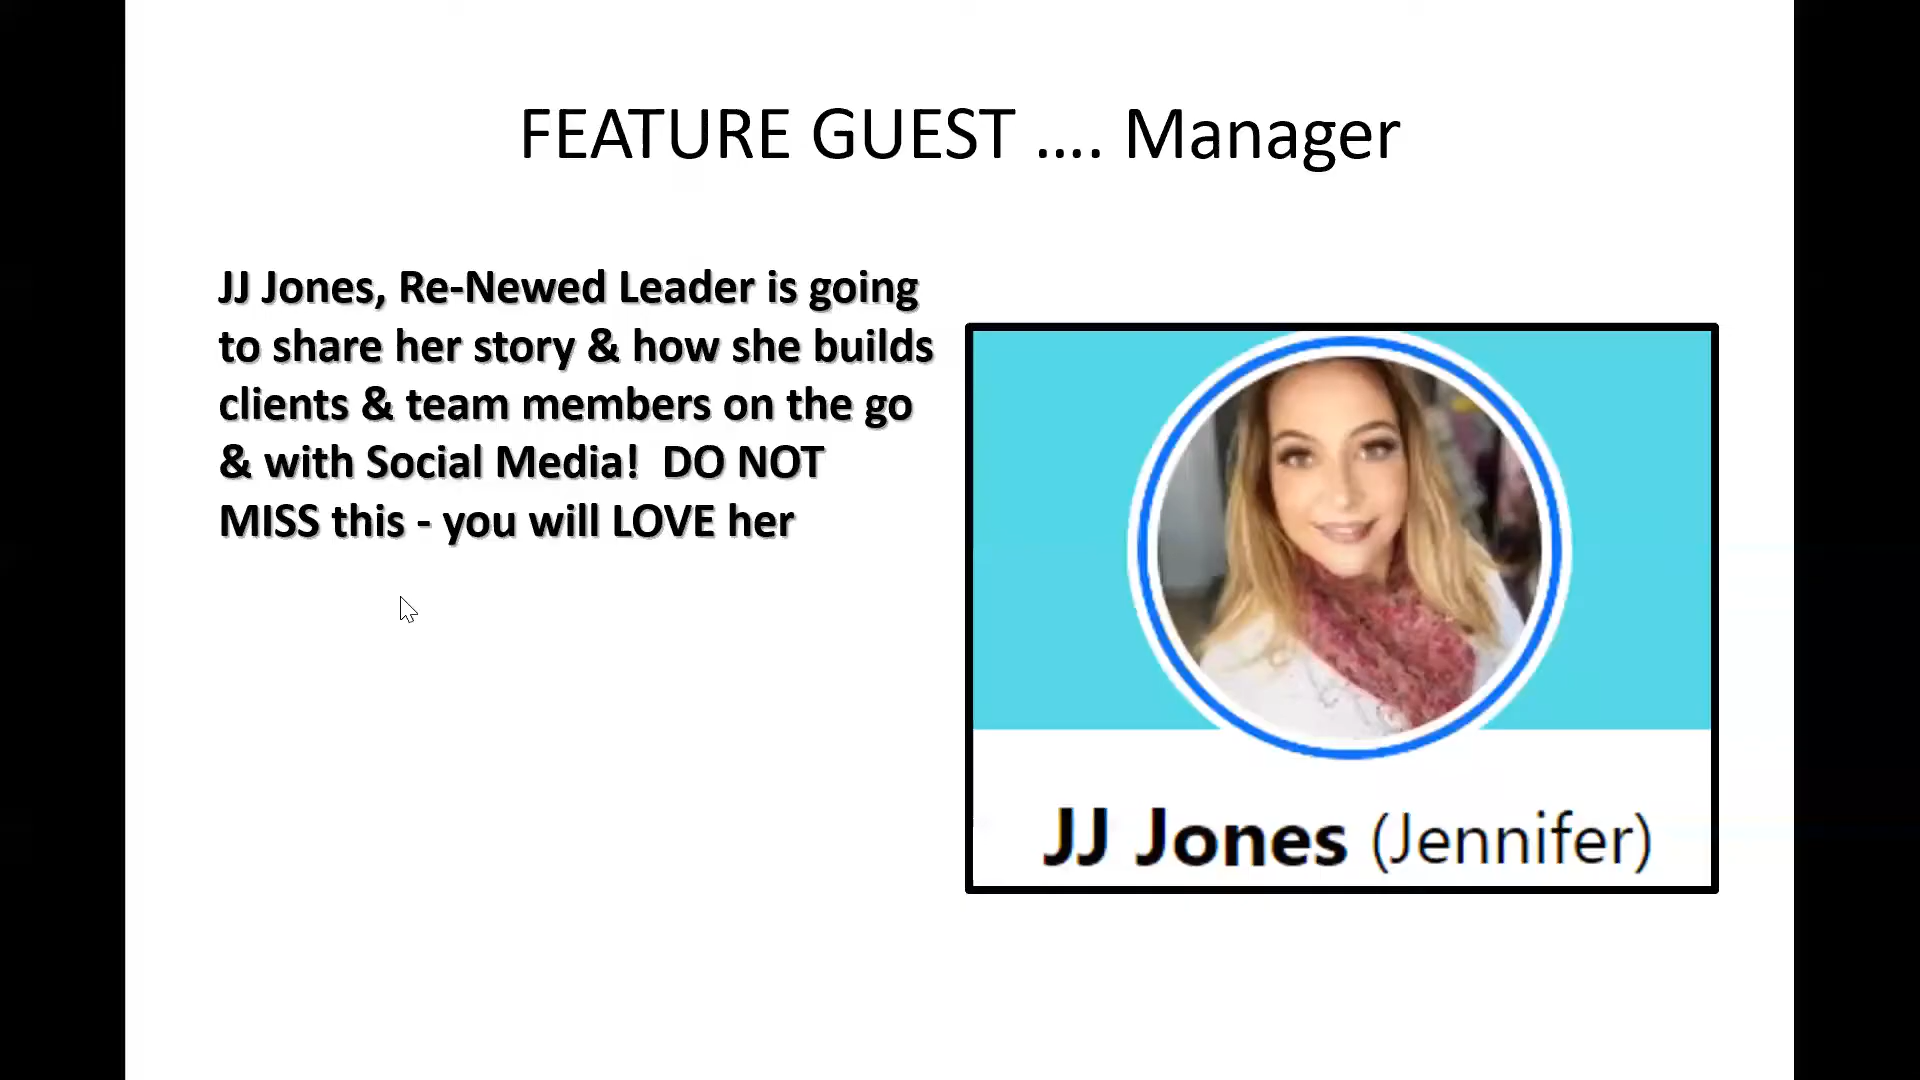 FEATURE GUEST .... Manager
JJ Jones, Re-Newed Leader is going
to share her story & how she builds
clients & team members on the go
& with Social Media!  DO NOT
MISS this - you will LOVE her
JJ Jones (Jennifer)